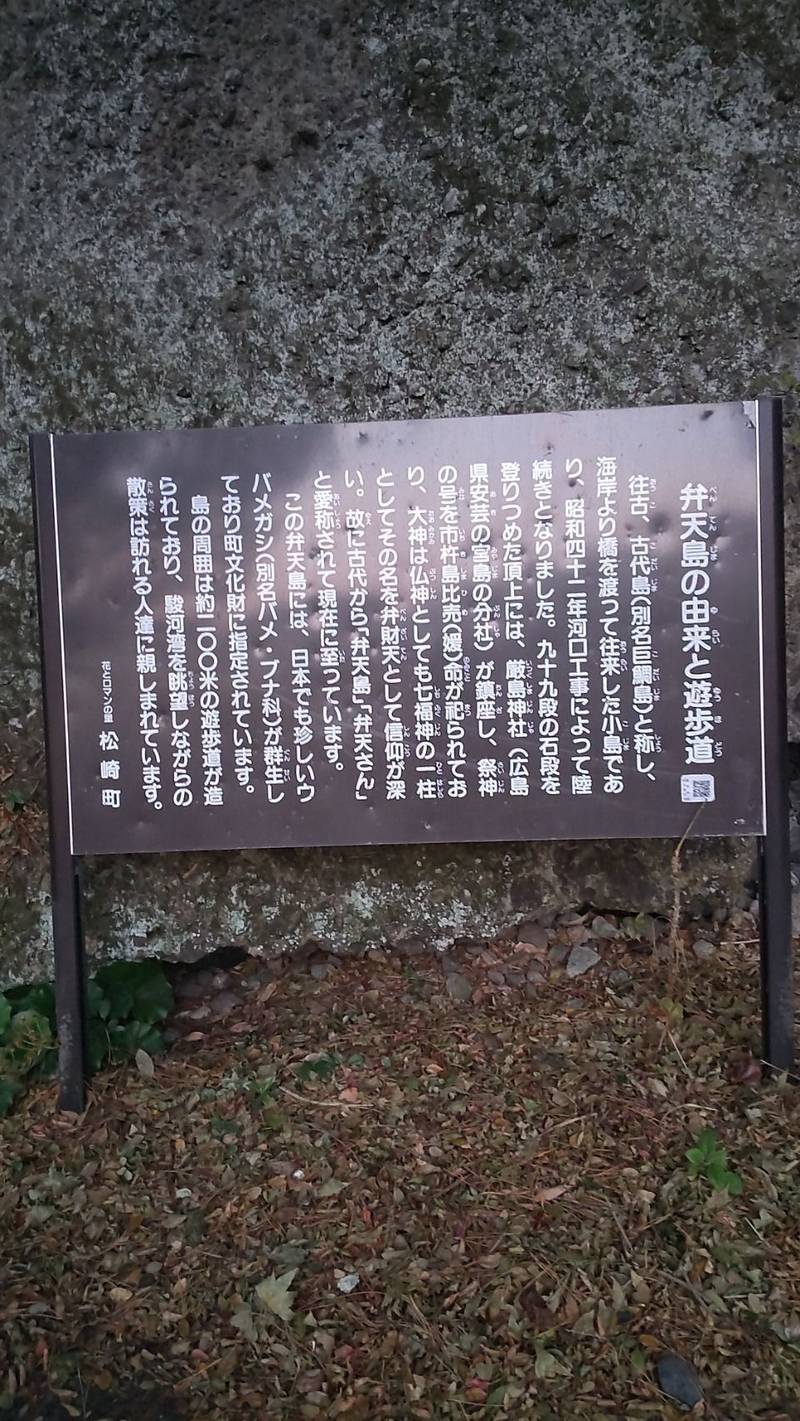 弁天島の由来と遊歩道
往古、古代島(別名巨鯛島)と称し、
海岸より橋を渡つて往来した小島であ
り、昭和四十二年河口工事によって陸
続きとなりました。九十九段の石段を
登りつめた頂上には、厳島神社（広島
県安芸の宮島の分社）が鎮座し、祭神
の号を市杵島比売(媛)命が祀られてお
り、大神は仏神としても七福神の一柱
としてその名を弁財天として信仰が深
い。故に古代から「弁天島」「弁天さん」
と愛称されて現在に至っています。
この弁天島には、日本でも珍しいウ
バメガシ(別名バメ・ブナ科)が群生し
ており町文化財に指定されています。
島の周囲は約二〇〇米の遊歩道が造
られており、駿河湾を眺望しながらの
散策は訪れる人達に親しまれています。
花とロマンの里 松崎町